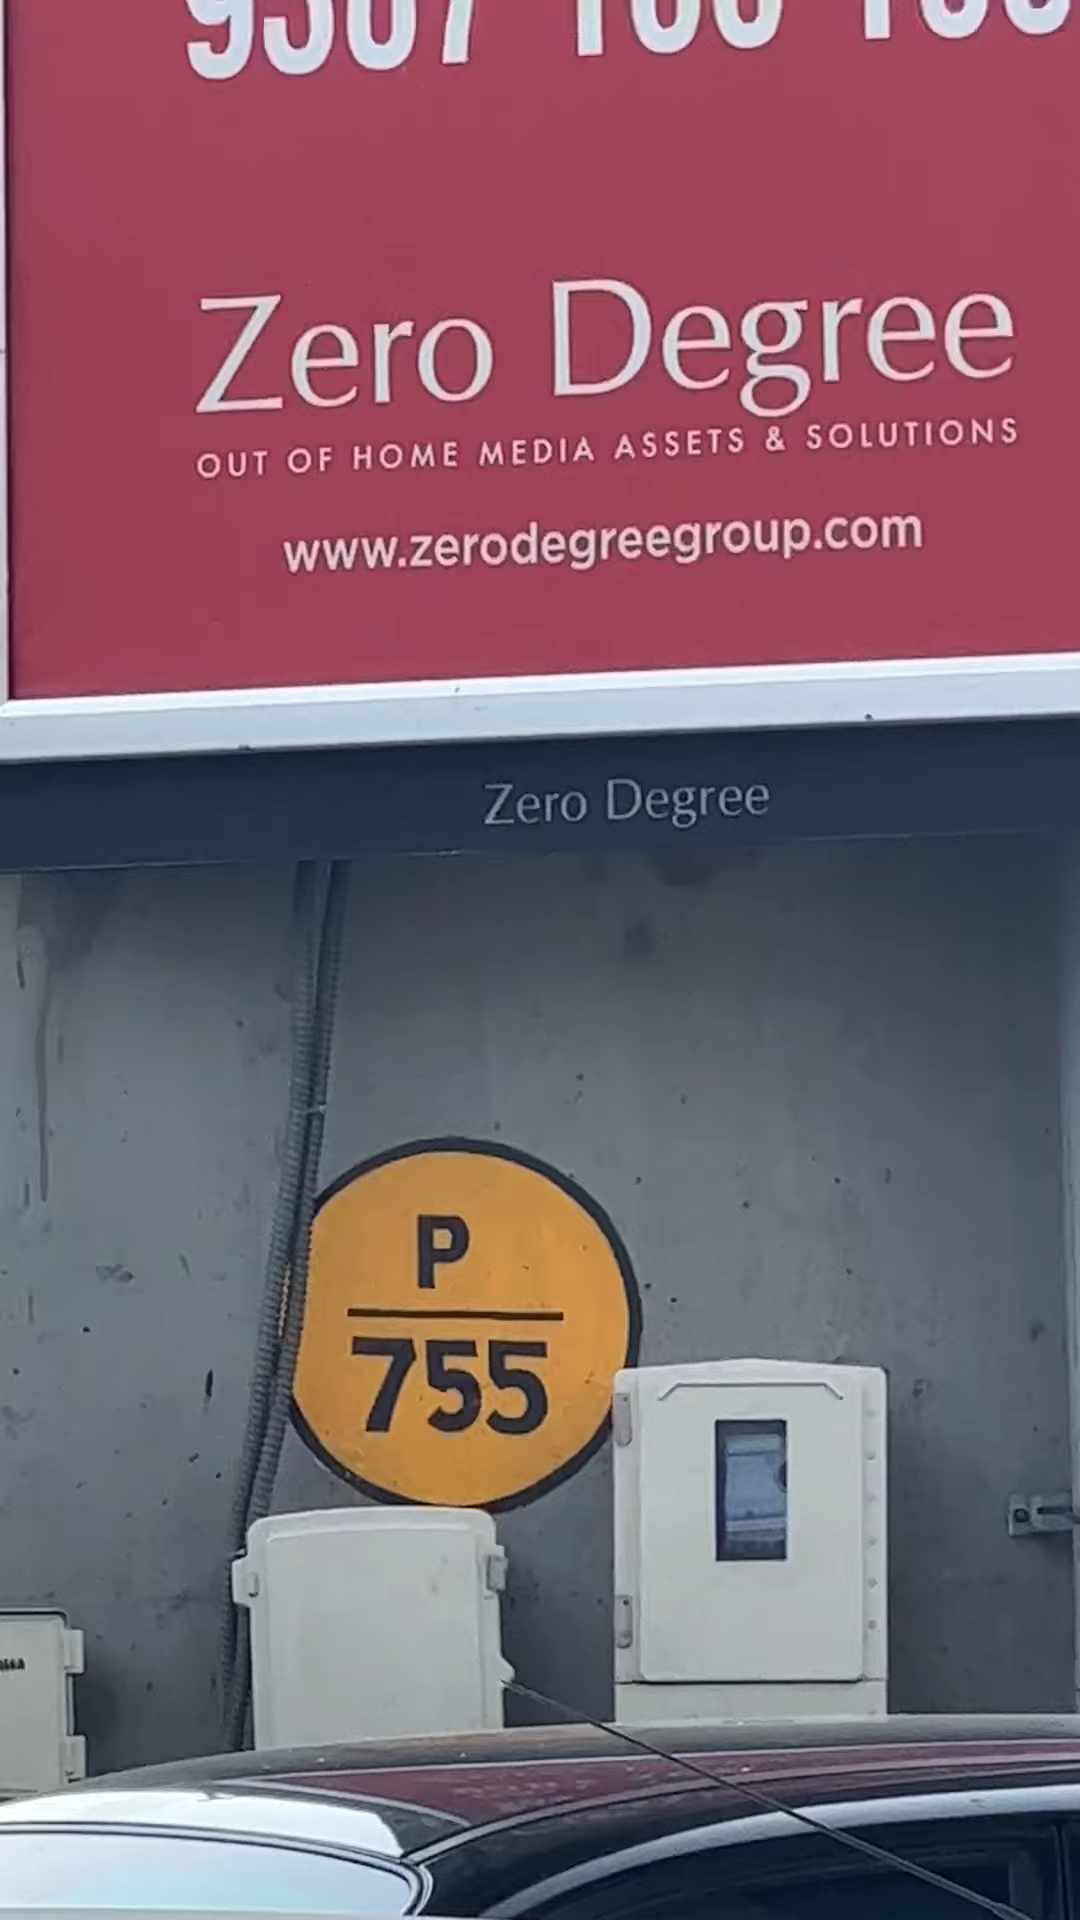 Zero Degree
OUT OF HOME MEDIA ASSETS & SOLUTIONS
www.zerodegreegroup.com
Zero Degree
P
755